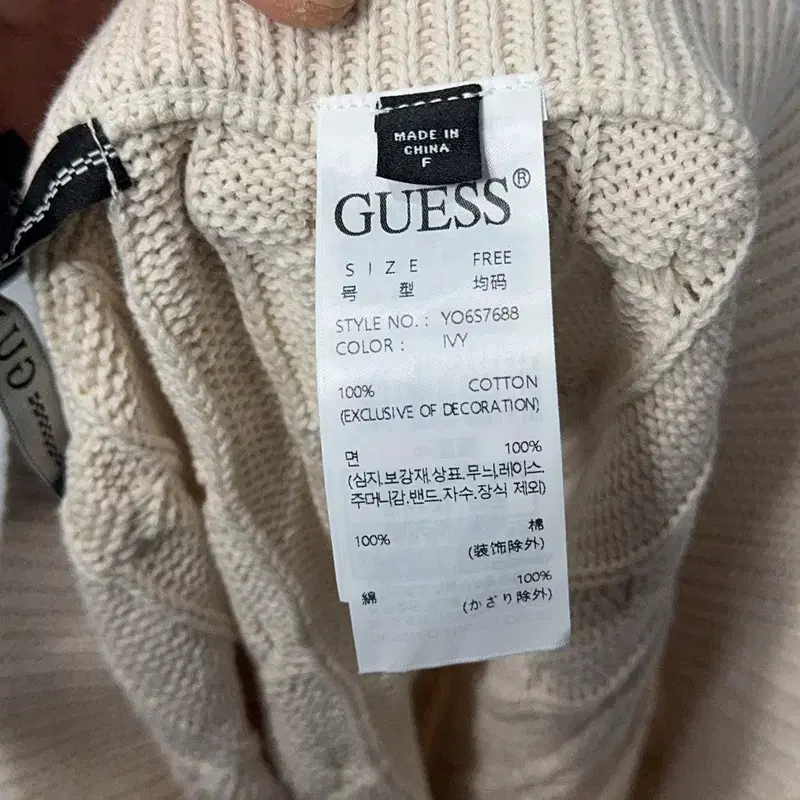 MADE IN
CHINA
F
GUESS®
SIZE FREE
号 型 均码
STYLE NO. : YO6S7688
COLOR : IVY
100% COTTON
(EXCLUSIVE OF DECORATION)
면 100%
(심지.보강재.상표.무늬.레이스.
주머니감.밴드.자수.장식 제외)
100% 棉
(装饰除外)
綿 100%
(かざり除外)
GU